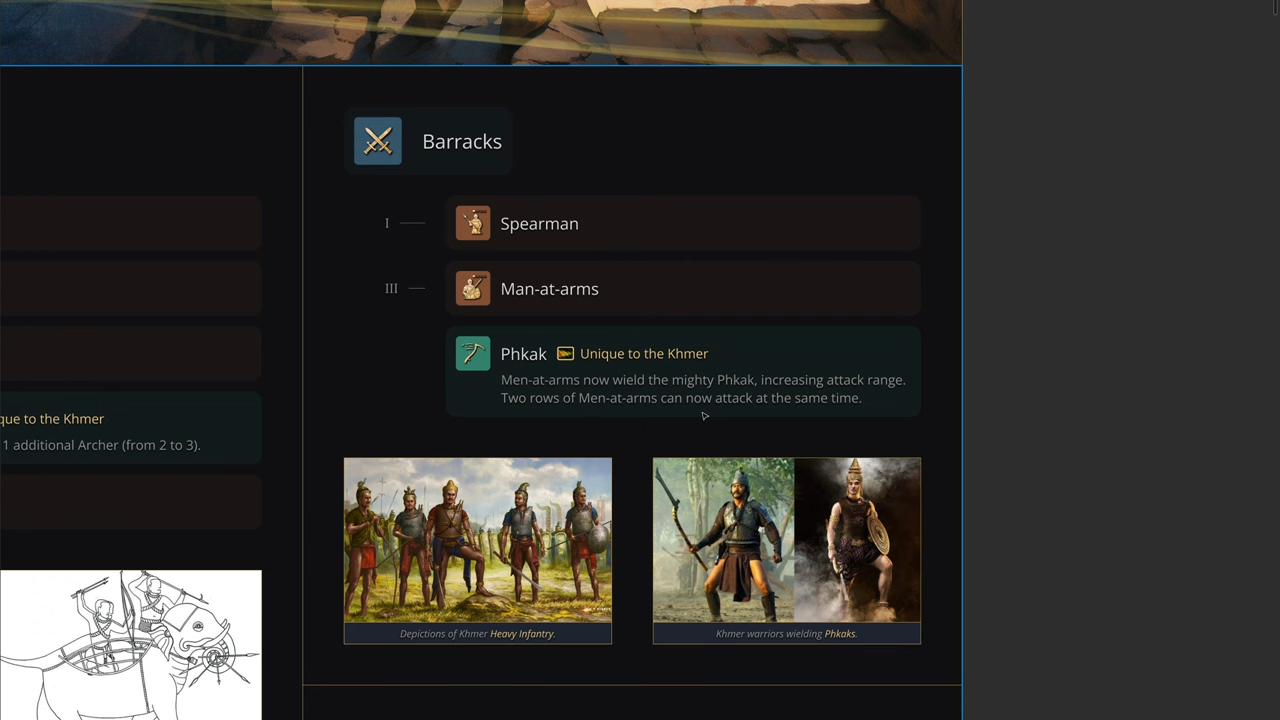 Barracks
I
Spearman
III
Man-at-arms
Phkak
Unique to the Khmer
Men-at-arms now wield the mighty Phkak, increasing attack range.
Two rows of Men-at-arms can now attack at the same time.
que to the Khmer
1 additional Archer (from 2 to 3).
Depictions of Khmer Heavy Infantry.
Khmer warriors wielding Phkaks.